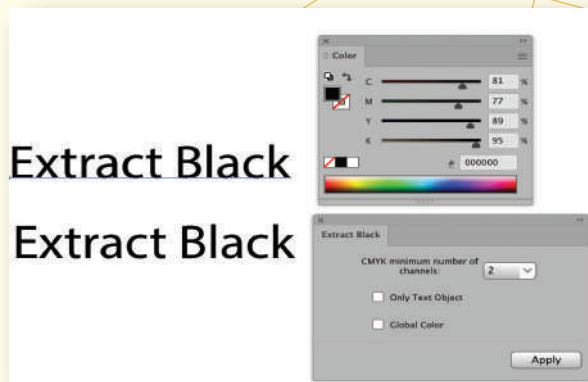 Extract Black
Extract Black
Color
C 81 %
M 77 %
Y 89 %
K 95 %
# 000000
Extract Black
CMYK minimum number of
channels: 2
Only Text Object
Global Color
Apply